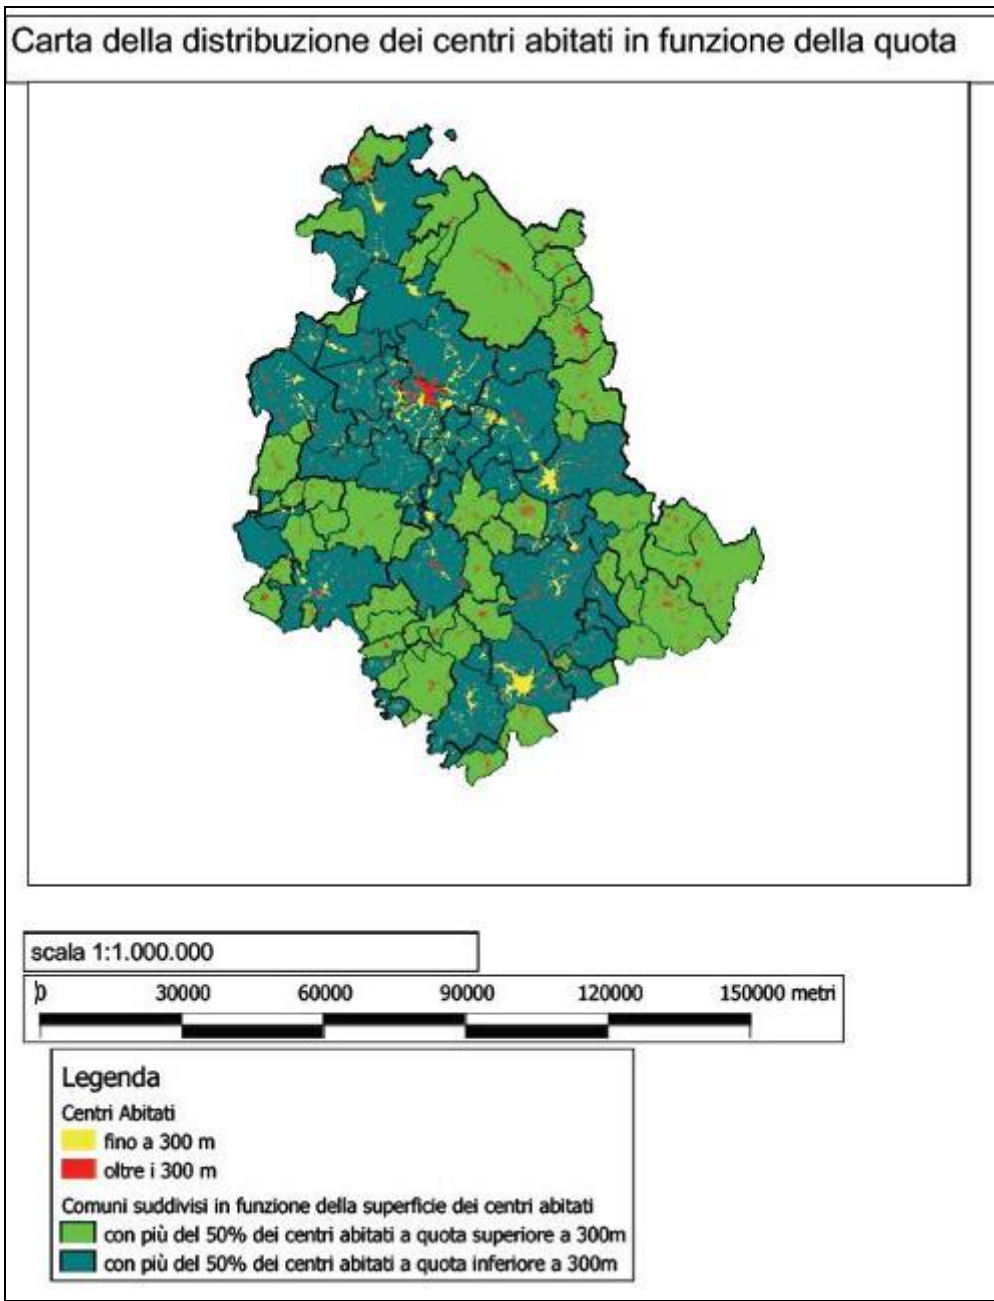 Carta della distribuzione dei centri abitati in funzione della quota
scala 1:1.000.000
0 30000 60000 90000 120000 150000 metri
Legenda
Centri Abitati
fino a 300 m
oltre i 300 m
Comuni suddivisi in funzione della superficie dei centri abitati
con più del 50% dei centri abitati a quota superiore a 300m
con più del 50% dei centri abitati a quota inferiore a 300m